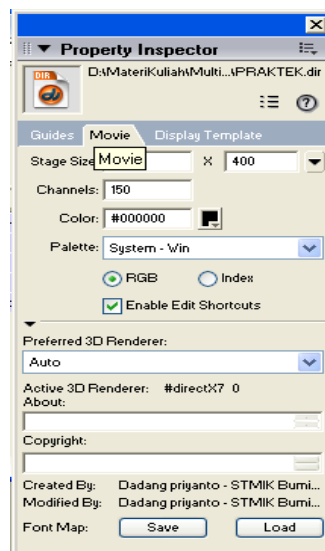 Property Inspector
DIR
D:\MateriKuliah\Multi...\PRAKTEK.dir
Guides Movie Display Template
Stage Size: X 400
Movie
Channels: 150
Color: #000000
Palette: System - Win
RGB Index
Enable Edit Shortcuts
Preferred 3D Renderer:
Auto
Active 3D Renderer: #directX7 0
About:
Copyright:
Created By: Dadang priyanto - STMIK Bumi...
Modified By: Dadang priyanto - STMIK Bumi...
Font Map: Save Load